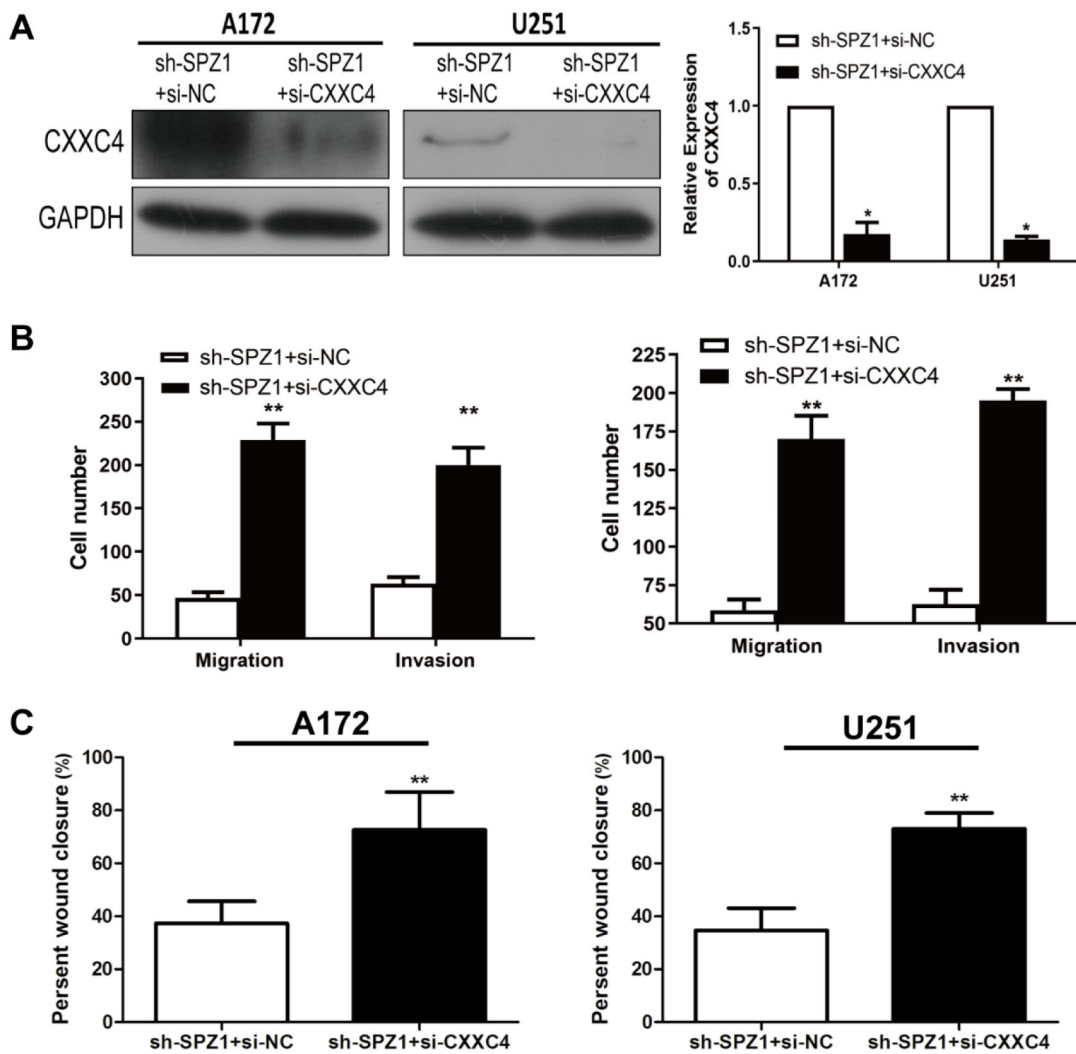 A
A172
U251
sh-SPZ1
+si-NC
sh-SPZ1
+si-CXXC4
sh-SPZ1
+si-NC
sh-SPZ1
+si-CXXC4
CXXC4
GAPDH
Relative Expression
of CXXC4
1.5
1.0
0.5
0.0
sh-SPZ1+si-NC
sh-SPZ1+si-CXXC4
*
*
A172
U251
B
Cell number
300
250
200
150
100
50
0
sh-SPZ1+si-NC
sh-SPZ1+si-CXXC4
**
**
Migration
Invasion
Cell number
225
200
175
150
125
100
75
50
sh-SPZ1+si-NC
sh-SPZ1+si-CXXC4
**
**
Migration
Invasion
C
A172
Persent wound closure (%)
100
80
60
40
20
0
**
sh-SPZ1+si-NC
sh-SPZ1+si-CXXC4
U251
Persent wound closure (%)
100
80
60
40
20
0
**
sh-SPZ1+si-NC
sh-SPZ1+si-CXXC4